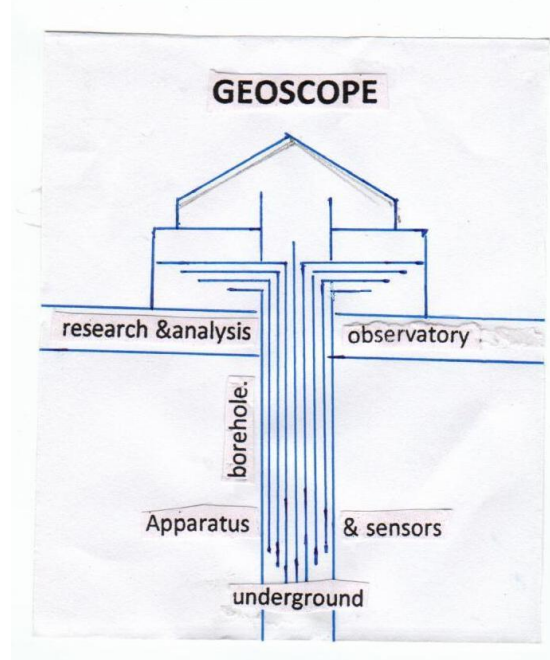 GEOSCOPE
research &analysis
observatory
borehole.
Apparatus
& sensors
underground